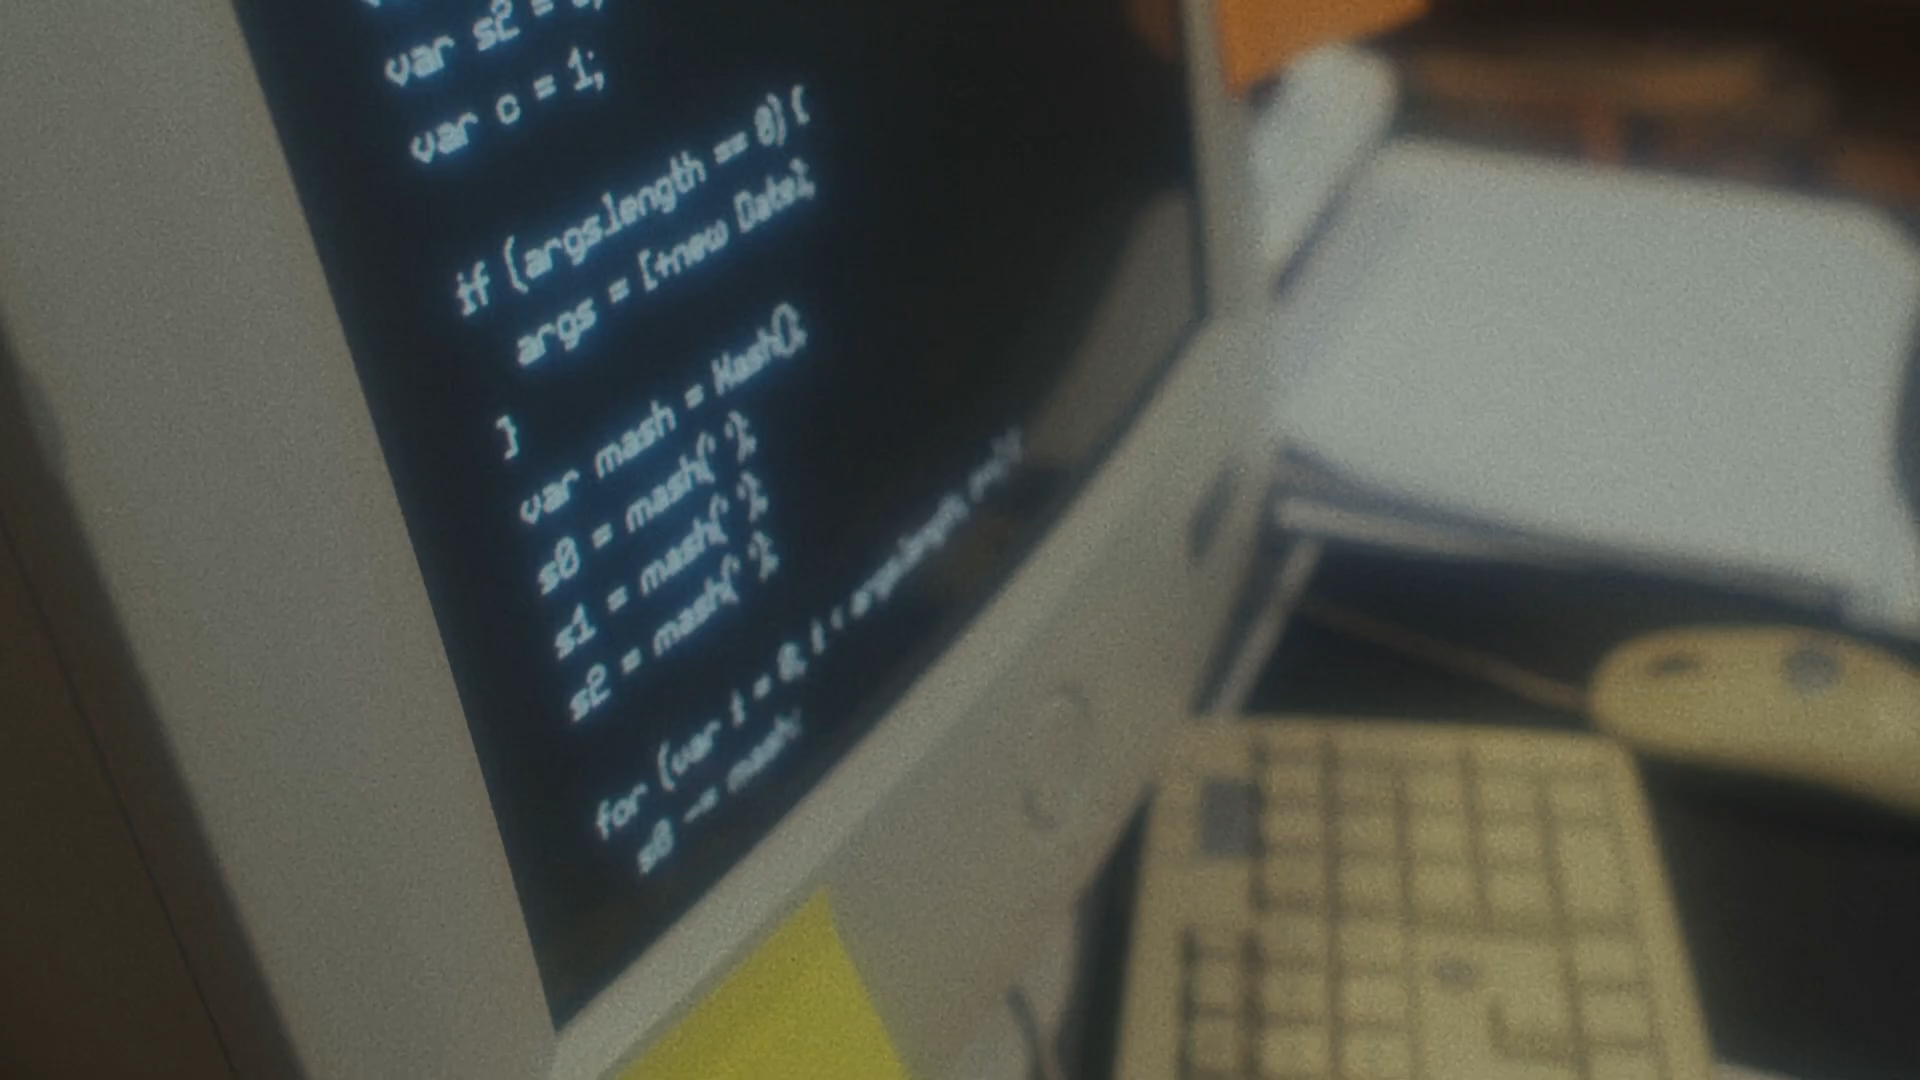 var s2 = 0;
var c = 1;
if (args.length == 0) {
args = [+new Date];
}
var mash = Mash();
s0 = mash(' ');
s1 = mash(' ');
s2 = mash(' ');
for (var i = 0; i < args.length; i++) {
s0 -= mash(